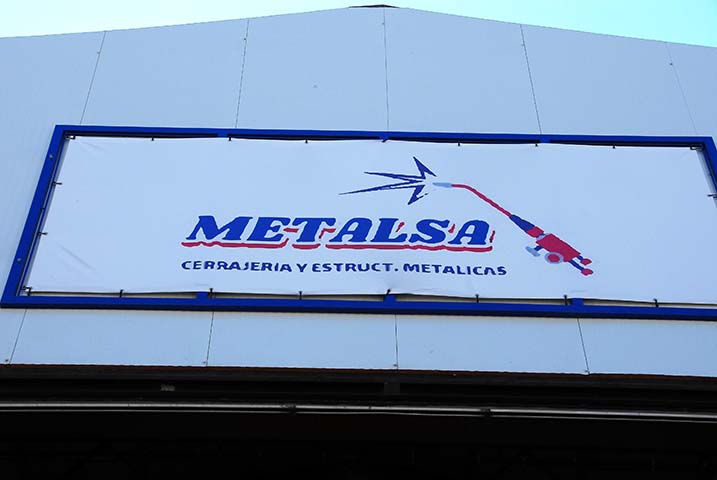 METALSA
CERRAJERIA Y ESTRUCT. METALICAS